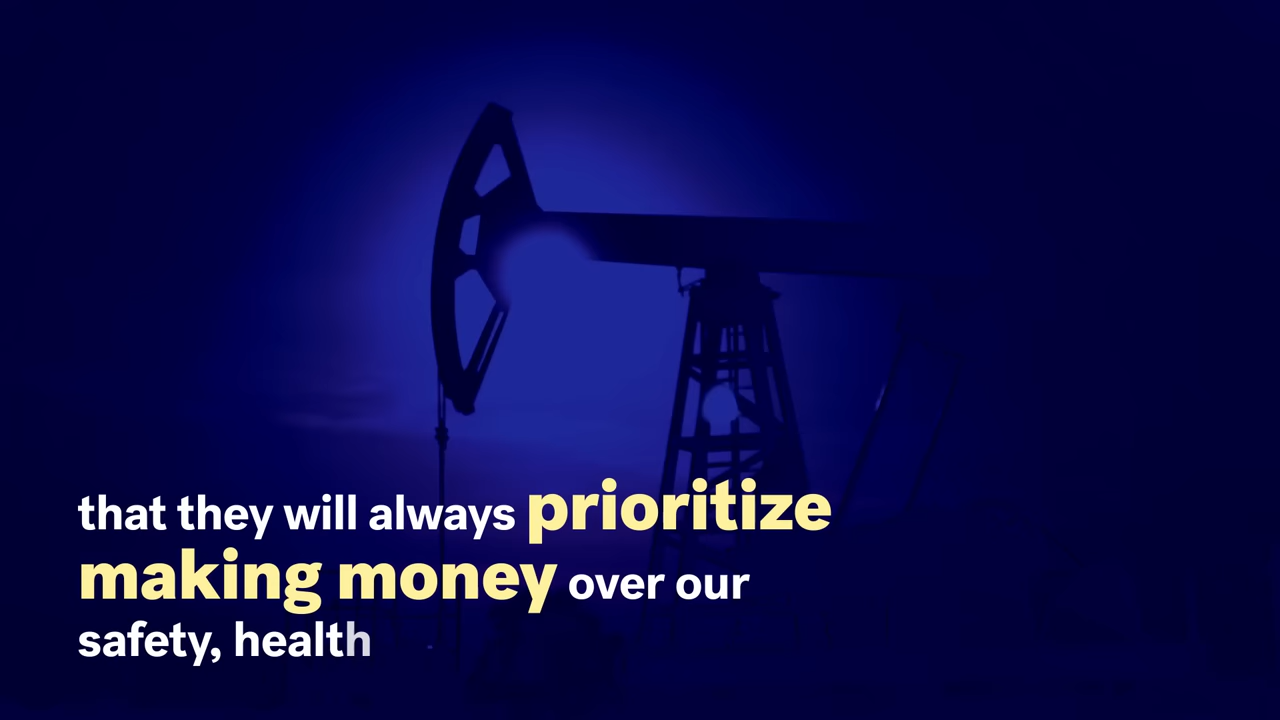 that they will always prioritize
making money over our
safety, health